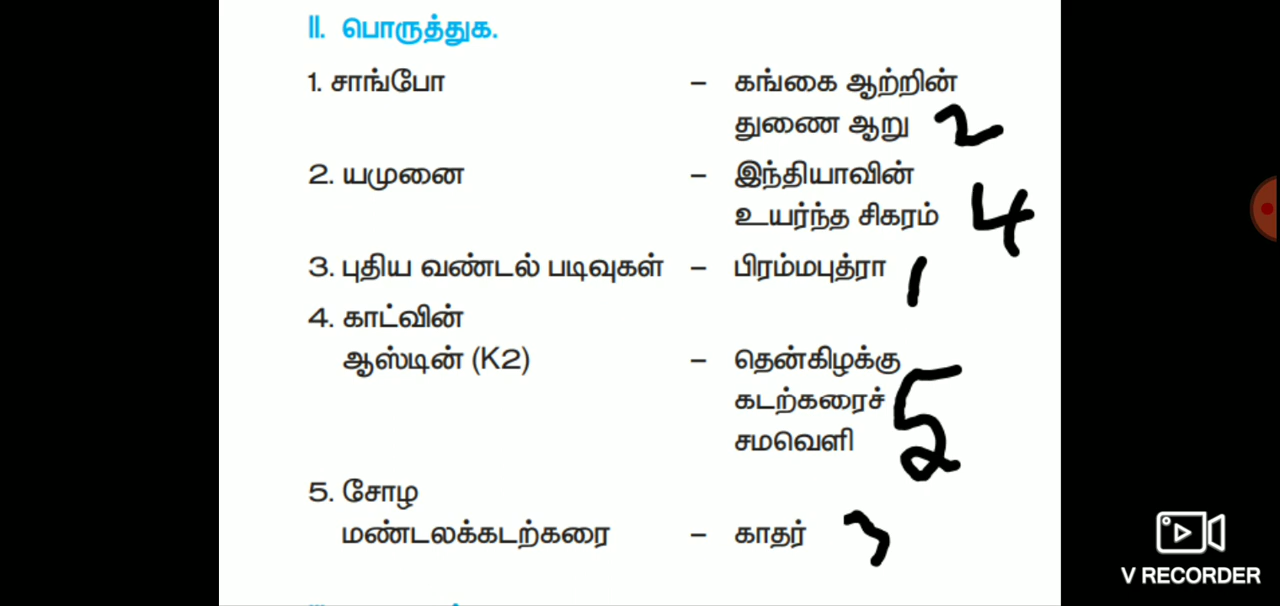 II. பொருத்துக.
1. சாங்போ – கங்கை ஆற்றின்
துணை ஆறு 2
2. யமுனை – இந்தியாவின்
உயர்ந்த சிகரம் 4
3. புதிய வண்டல் படிவுகள் – பிரம்மபுத்ரா 1
4. காட்வின்
ஆஸ்டின் (K2) – தென்கிழக்கு
கடற்கரைச்
சமவெளி 5
5. சோழ
மண்டலக்கடற்கரை – காதர் 3
V RECORDER